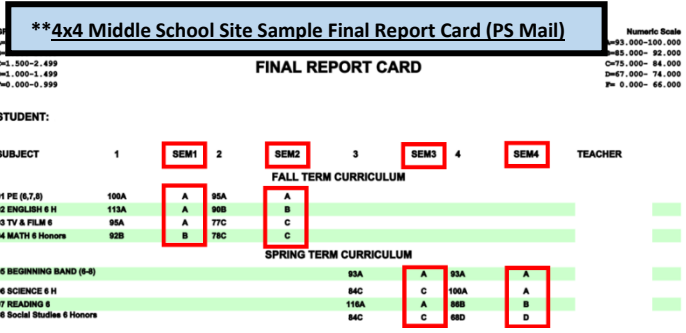 **4x4 Middle School Site Sample Final Report Card (PS Mail)
Numeric Scale
=93.000-100.000
=85.000- 92.000
=1.500-2.499 C=75.000- 84.000
=1.000-1.499 D=67.000- 74.000
=0.000-0.999 F= 0.000- 66.000
FINAL REPORT CARD
STUDENT:
SUBJECT 1 SEM1 2 SEM2 3 SEM3 4 SEM4 TEACHER
FALL TERM CURRICULUM
1 PE (6,7,8) 100A A 95A A
2 ENGLISH 6 H 113A A 90B B
3 TV & FILM 6 95A A 77C C
4 MATH 6 Honors 92B B 78C C
SPRING TERM CURRICULUM
5 BEGINNING BAND (6-8) 93A A 93A A
6 SCIENCE 6 H 84C C 100A A
7 READING 6 116A A 86B B
8 Social Studies 6 Honors 84C C 68D D